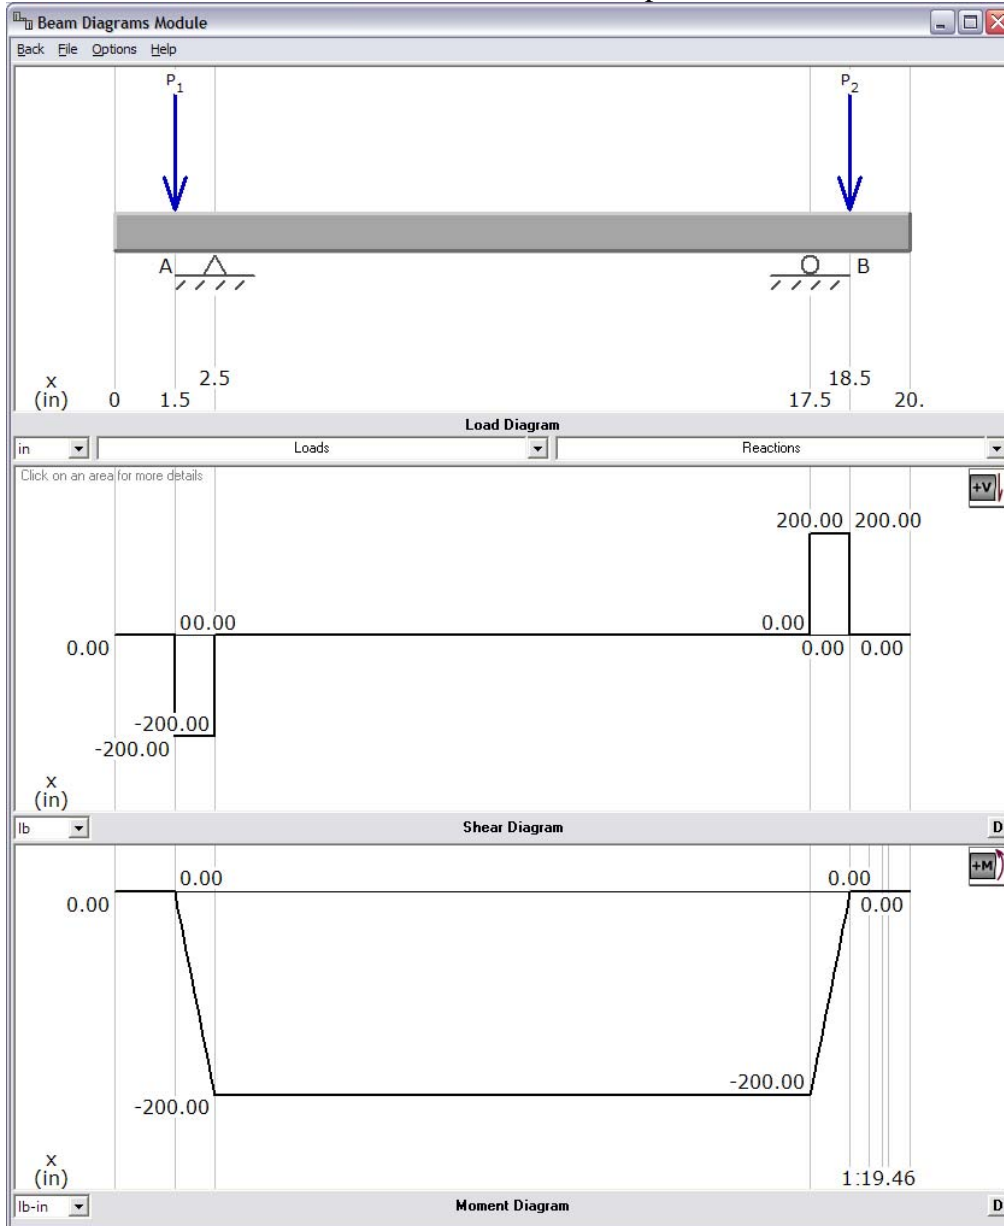 Beam Diagrams Module
Back File Options Help
P1 P2
A B
x
(in) 0 1.5 2.5 17.5 18.5 20.
Load Diagram
in Loads Reactions
Click on an area for more details
+V
200.00 200.00
00.00 0.00
0.00 0.00 0.00
-200.00
-200.00
x
(in)
lb Shear Diagram D
+M
0.00 0.00
0.00 0.00
-200.00 -200.00
x
(in) 1:19.46
lb-in Moment Diagram D